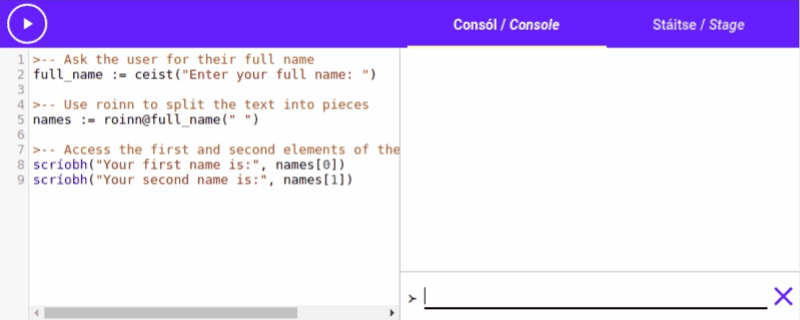 Consól / Console
Stáitse / Stage
1 >-- Ask the user for their full name
2 full_name := ceist("Enter your full name: ")
3
4 >-- Use roinn to split the text into pieces
5 names := roinn@full_name(" ")
6
7 >-- Access the first and second elements of the
8 scríobh("Your first name is:", names[0])
9 scríobh("Your second name is:", names[1])
≻